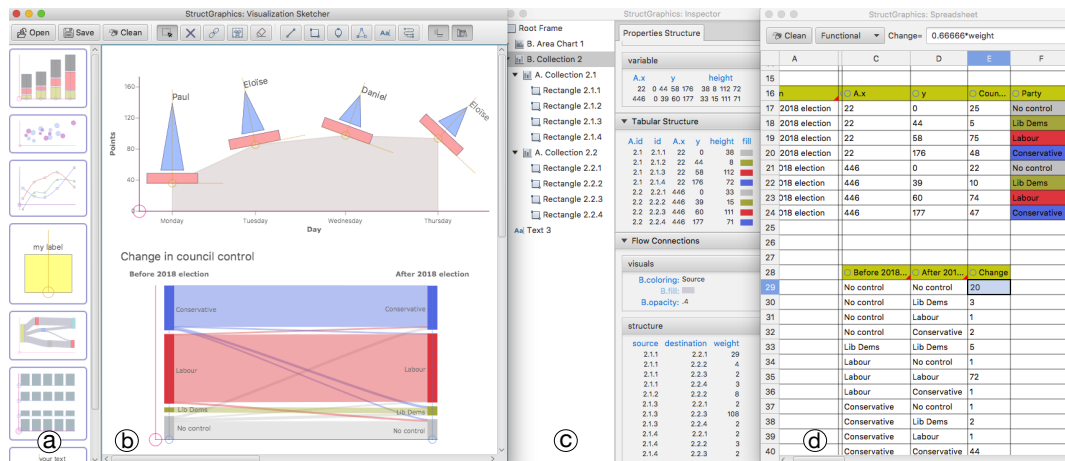 StructGraphics: Visualization Sketcher
Open
Save
Clean
Aa
my label
your text
a
160
120
80
40
0
Points
Paul
Eloïse
Daniel
Eloïse
Monday
Tuesday
Wednesday
Thursday
Day
Change in council control
Before 2018 election
After 2018 election
Conservative
Conservative
Labour
Labour
Lib Dems
Lib Dems
No control
No control
b
StructGraphics: Inspector
Root Frame
B. Area Chart 1
B. Collection 2
A. Collection 2.1
Rectangle 2.1.1
Rectangle 2.1.2
Rectangle 2.1.3
Rectangle 2.1.4
A. Collection 2.2
Rectangle 2.2.1
Rectangle 2.2.2
Rectangle 2.2.3
Rectangle 2.2.4
Aa Text 3
c
Properties Structure
variable
A.x y height
22 0 44 58 176 38 8 112 72
446 0 39 60 177 33 15 111 71
Tabular Structure
A.id id A.x y height fill
2.1 2.1.1 22 0 38
2.1 2.1.2 22 44 8
2.1 2.1.3 22 58 112
2.1 2.1.4 22 176 72
2.2 2.2.1 446 0 33
2.2 2.2.2 446 39 15
2.2 2.2.3 446 60 111
2.2 2.2.4 446 177 71
Flow Connections
visuals
B.coloring: Source
B.fill:
B.opacity: .4
structure
source destination weight
2.1.1 2.2.1 29
2.1.1 2.2.2 4
2.1.1 2.2.3 2
2.1.1 2.2.4 3
2.1.2 2.2.2 8
2.1.3 2.2.1 2
2.1.3 2.2.3 108
2.1.3 2.2.4 2
2.1.4 2.2.1 2
2.1.4 2.2.2 3
2.1.4 2.2.3 2
StructGraphics: Spreadsheet
Clean Functional Change= 0.66666*weight
A C D E F
15
16 n A.x y Coun... Party
17 2018 election 22 0 25 No control
18 2018 election 22 44 5 Lib Dems
19 2018 election 22 58 75 Labour
20 2018 election 22 176 48 Conservative
21 018 election 446 0 22 No control
22 018 election 446 39 10 Lib Dems
23 018 election 446 60 74 Labour
24 018 election 446 177 47 Conservative
25
26
27
28 Before 2018... After 201... Change
29 No control No control 20
30 No control Lib Dems 3
31 No control Labour 1
32 No control Conservative 2
33 Lib Dems Lib Dems 5
34 Labour No control 1
35 Labour Labour 72
36 Labour Conservative 1
37 Conservative No control 1
38 Conservative Lib Dems 2
39 Conservative Labour 1
40 Conservative Conservative 44
d